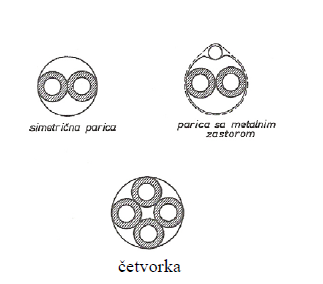 simetrična parica
parica sa metalnim
zastorom
četvorka